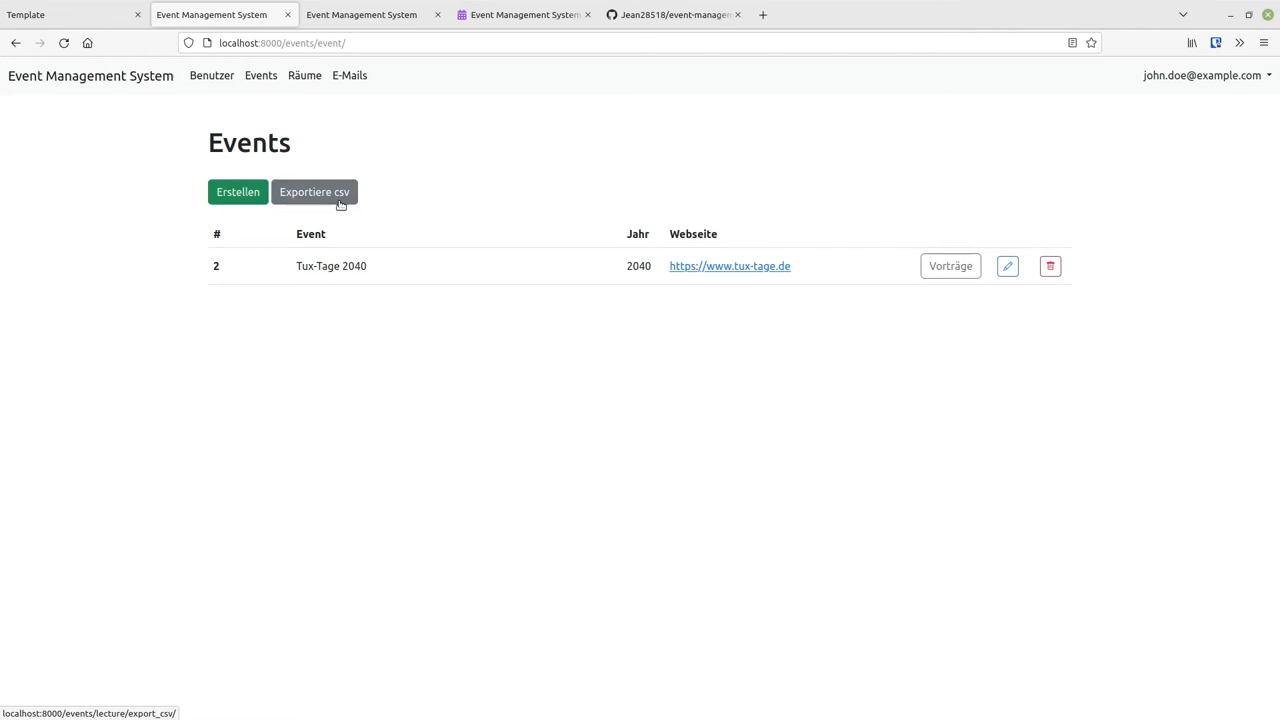 Template
Event Management System
Event Management System
Event Management System
Jean28518/event-managen
localhost:8000/events/event/
Event Management System Benutzer Events Räume E-Mails john.doe@example.com
Events
Erstellen Exportiere csv
# Event Jahr Webseite
2 Tux-Tage 2040 2040 https://www.tux-tage.de Vorträge
localhost:8000/events/lecture/export_csv/